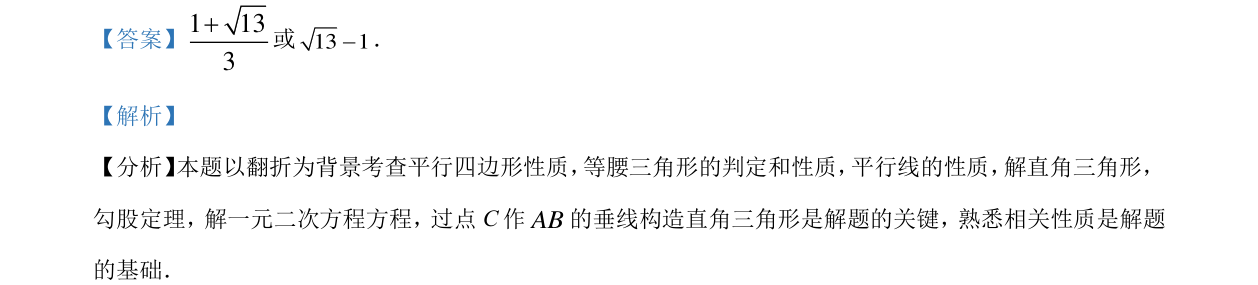 【答案】$\frac{1+\sqrt{13}}{3}$或$\sqrt{13}-1$．
【解析】
【分析】本题以翻折为背景考查平行四边形性质，等腰三角形的判定和性质，平行线的性质，解直角三角形，
勾股定理，解一元二次方程方程，过点 C 作 AB 的垂线构造直角三角形是解题的关键，熟悉相关性质是解题
的基础．